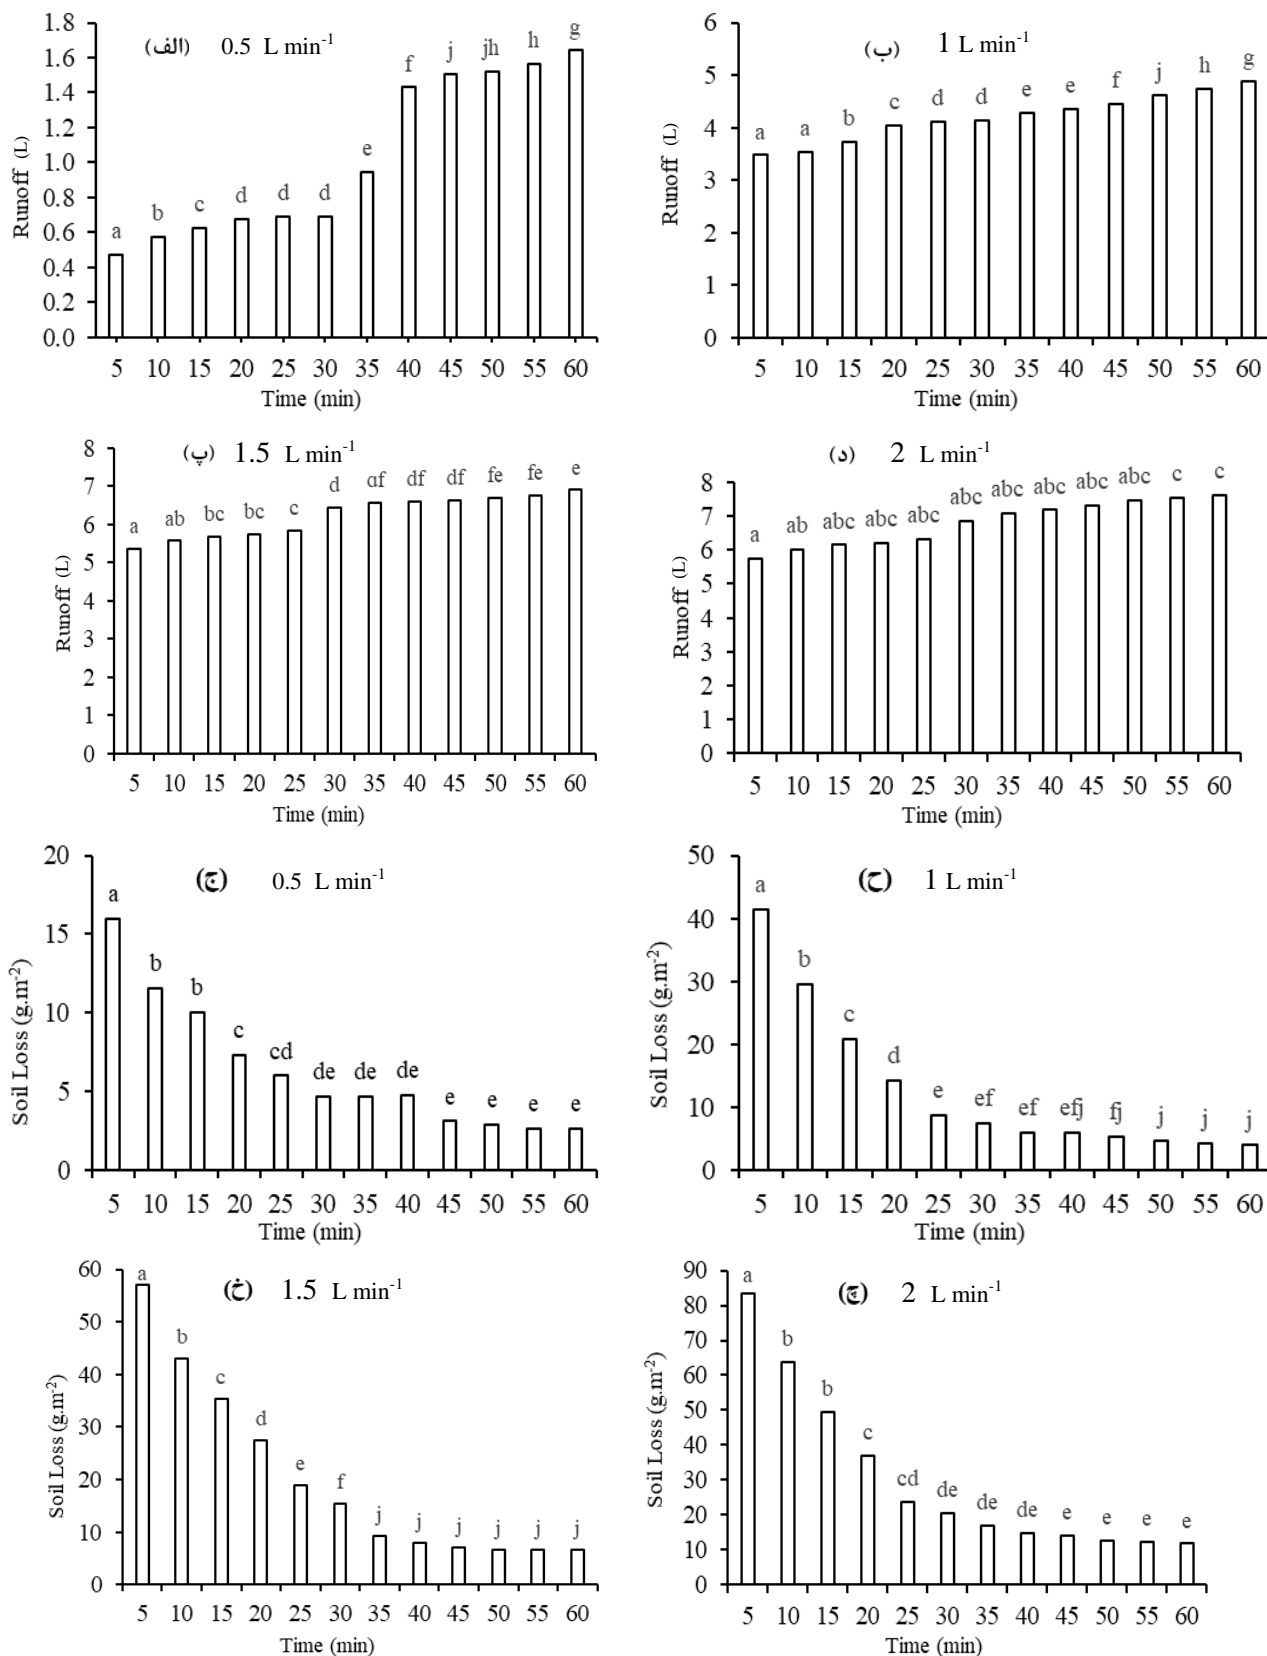 (الف) 0.5 L min-1
1.8
1.6
1.4
1.2
1.0
0.8
0.6
0.4
0.2
0.0
Runoff (L)
a b c d d d e f j jh h g
5 10 15 20 25 30 35 40 45 50 55 60
Time (min)
(ب) 1 L min-1
6
5
4
3
2
1
0
Runoff (L)
a a b c d d e e f j h g
5 10 15 20 25 30 35 40 45 50 55 60
Time (min)
(پ) 1.5 L min-1
8
7
6
5
4
3
2
1
0
Runoff (L)
a ab bc bc c d df df fe fe e
5 10 15 20 25 30 35 40 45 50 55 60
Time (min)
(د) 2 L min-1
8
7
6
5
4
3
2
1
0
Runoff (L)
a ab abc abc abc abc abc abc abc abc c c
5 10 15 20 25 30 35 40 45 50 55 60
Time (min)
(ج) 0.5 L min-1
20
15
10
5
0
Soil Loss (g.m-2)
a b b c cd de de de e e e e
5 10 15 20 25 30 35 40 45 50 55 60
Time (min)
(ح) 1 L min-1
50
40
30
20
10
0
Soil Loss (g.m-2)
a b c d e ef ef efj fj j j j
5 10 15 20 25 30 35 40 45 50 55 60
Time (min)
(خ) 1.5 L min-1
60
50
40
30
20
10
0
Soil Loss (g.m-2)
a b c d e f j j j j j j
5 10 15 20 25 30 35 40 45 50 55 60
Time (min)
(چ) 2 L min-1
90
80
70
60
50
40
30
20
10
0
Soil Loss (g.m-2)
a b b c cd de de de e e e e
5 10 15 20 25 30 35 40 45 50 55 60
Time (min)